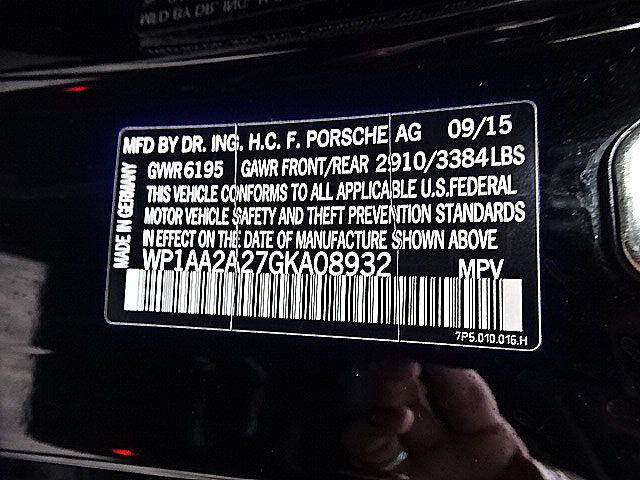 MFD BY DR. ING. H.C. F. PORSCHE AG 09/15
GVWR 6195 GAWR FRONT/REAR 2910/3384 LBS
THIS VEHICLE CONFORMS TO ALL APPLICABLE U.S.FEDERAL
MOTOR VEHICLE SAFETY AND THEFT PREVENTION STANDARDS
IN EFFECT ON THE DATE OF MANUFACTURE SHOWN ABOVE
WP1AA2A27GKA08932 MPV
7P5.010.016.H
MADE IN GERMANY